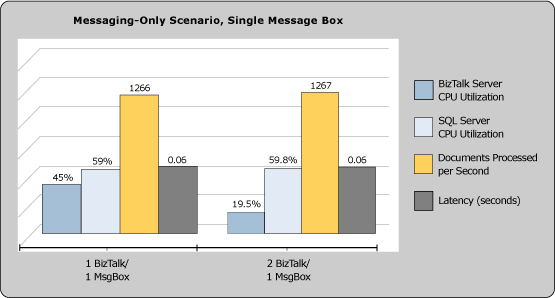 Messaging-Only Scenario, Single Message Box
1266
1267
59%
0.06
59.8%
0.06
45%
19.5%
BizTalk Server
CPU Utilization
SQL Server
CPU Utilization
Documents Processed
per Second
Latency (seconds)
1 BizTalk/
1 MsgBox
2 BizTalk/
1 MsgBox